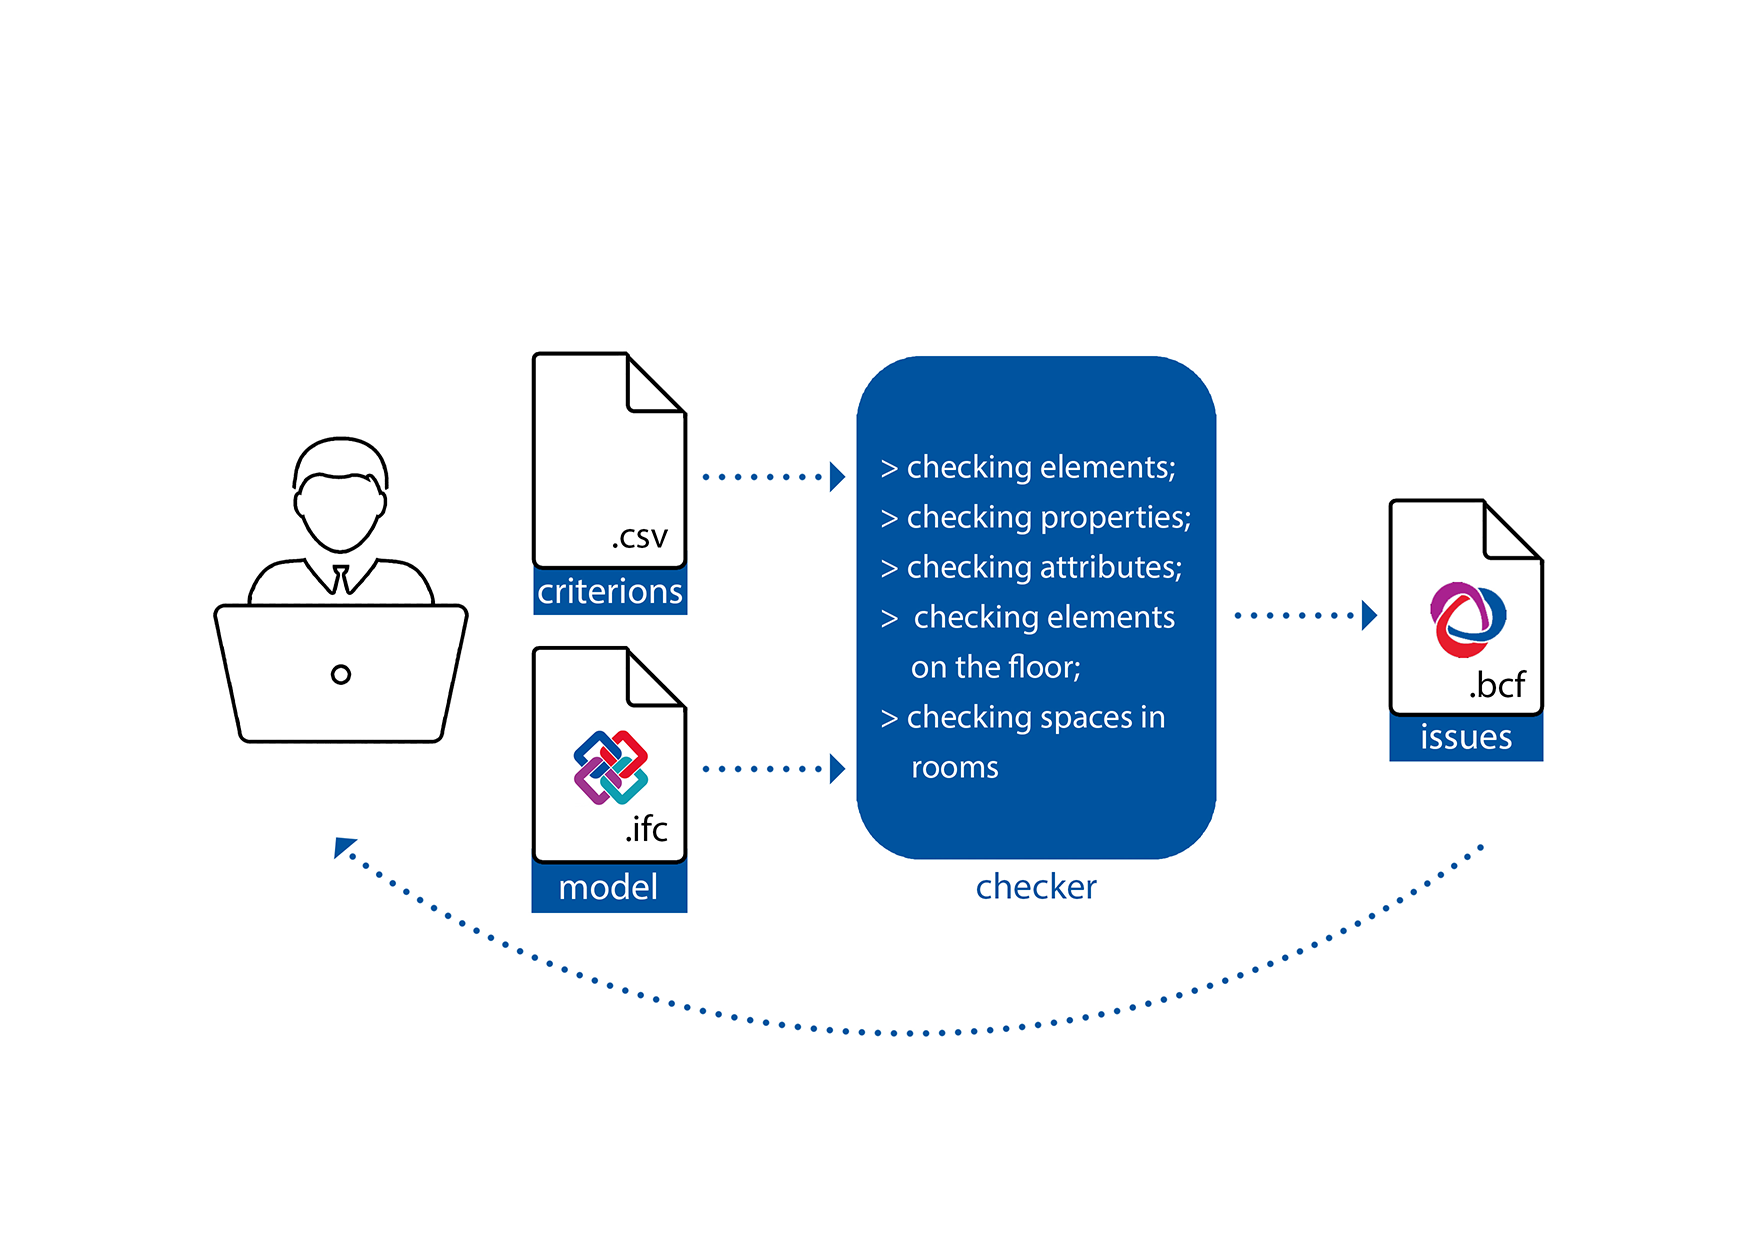 .csv
criterions
.ifc
model
> checking elements;
> checking properties;
> checking attributes;
> checking elements
on the floor;
> checking spaces in
rooms
checker
.bcf
issues